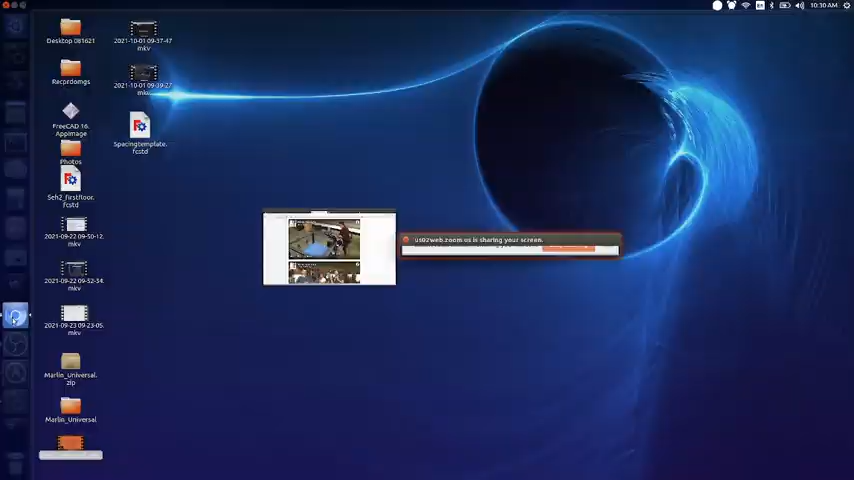 10:30 AM
Desktop 081621
2021-10-01 09-37-47
mkv
Recprdomgs
2021-10-01 09-39-27
mkv
FreeCAD 16.
Appimage
Spacingtemplate.
fcstd
Photos
Seh2_firstfloor.
fcstd
2021-09-22 09-50-12.
mkv
us02web.zoom.us is sharing your screen.
2021-09-22 09-52-34.
mkv
2021-09-23 09-23-05.
mkv
Marlin_Universal.
zip
Marlin_Universal